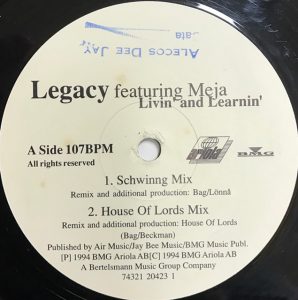 ALECOS DEE JAY
Legacy featuring Meja
Livin' and Learnin'
A Side 107BPM
All rights reserved
ariola
BMG
1. Schwinng Mix
Remix and additional production: Bag/Lönnå
2. House Of Lords Mix
Remix and additional production: House Of Lords
(Bag/Beckman)
Published by Air Music/Jay Bee Music/BMG Music Publ.
[P] 1994 BMG Ariola AB[C] 1994 BMG Ariola AB
A Bertelsmann Music Group Company
74321 20423 1